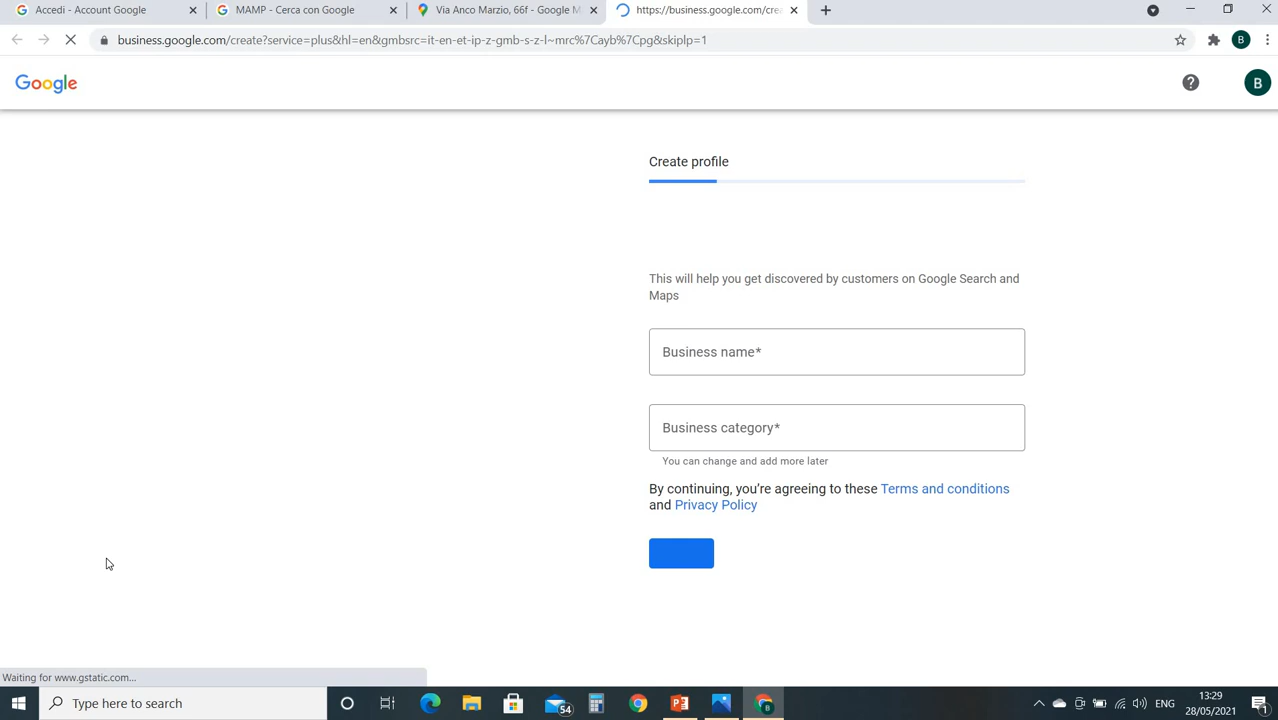 Accedi - Account Google
MAMP - Cerca con Google
Via Anco Marzio, 66f - Google M
https://business.google.com/cre
business.google.com/create?service=plus&hl=en&gmbsrc=it-en-et-ip-z-gmb-s-z-l~mrc%7Cayb%7Cpg&skiplp=1
B
Google
B
Create profile
This will help you get discovered by customers on Google Search and
Maps
Business name*
Business category*
You can change and add more later
By continuing, you're agreeing to these Terms and conditions
and Privacy Policy
Waiting for www.gstatic.com...
Type here to search
54
ENG
13:29
28/05/2021
1